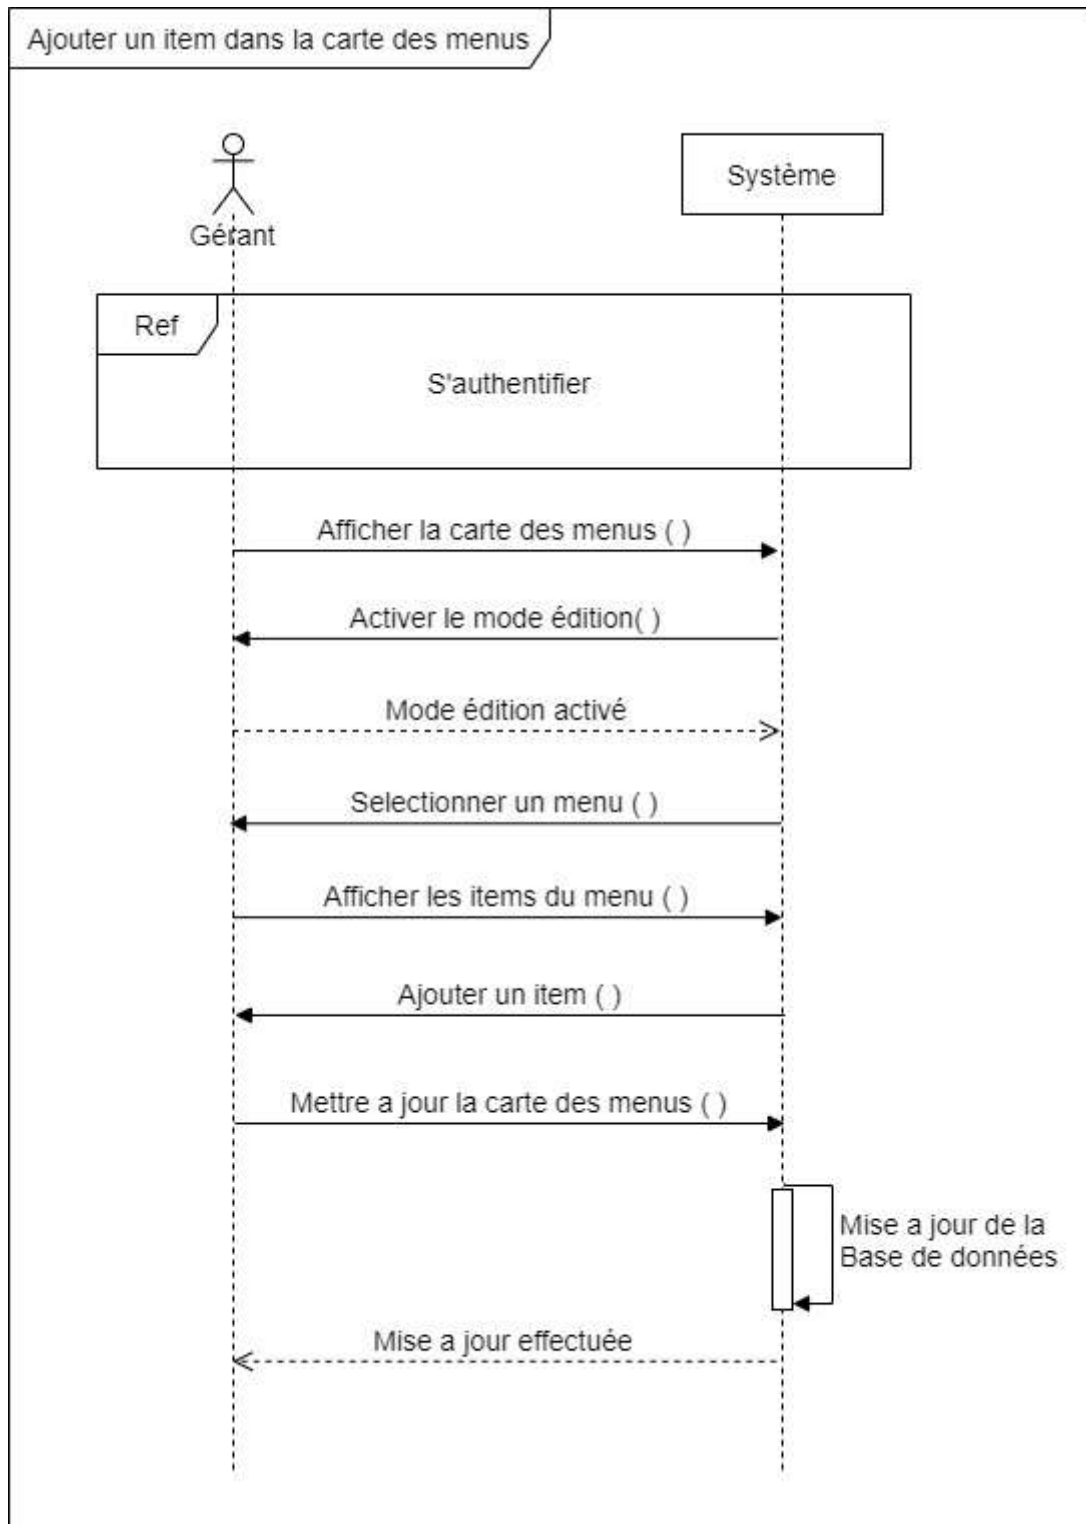 Ajouter un item dans la carte des menus
Système
Gérant
Ref
S'authentifier
Afficher la carte des menus ( )
Activer le mode édition( )
Mode édition activé
Selectionner un menu ( )
Afficher les items du menu ( )
Ajouter un item ( )
Mettre a jour la carte des menus ( )
Mise a jour de la
Base de données
Mise a jour effectuée